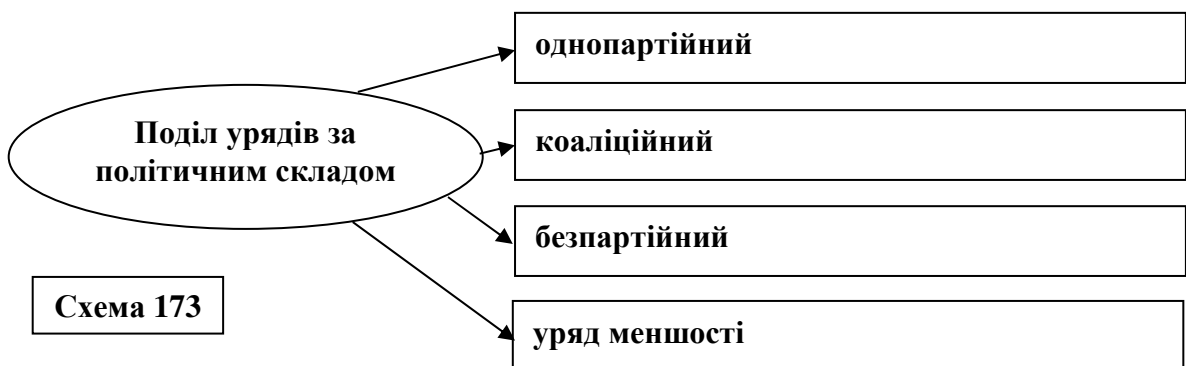 однопартійний
Поділ урядів за
політичним складом
коаліційний
безпартійний
Схема 173
уряд меншості